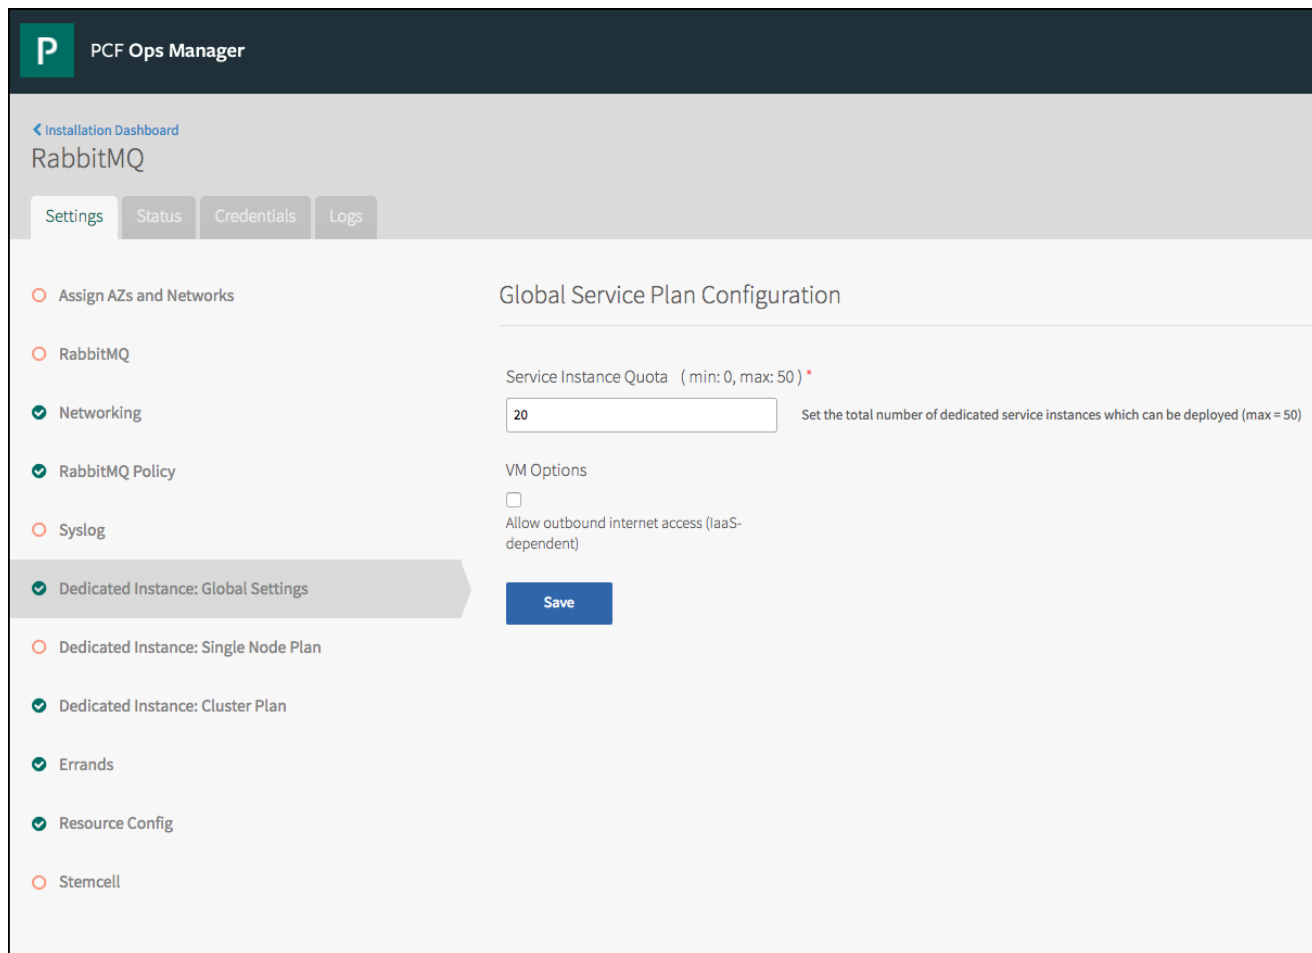 P
PCF Ops Manager
Installation Dashboard
RabbitMQ
Settings Status Credentials Logs
Assign AZs and Networks
RabbitMQ
Networking
RabbitMQ Policy
Syslog
Dedicated Instance: Global Settings
Dedicated Instance: Single Node Plan
Dedicated Instance: Cluster Plan
Errands
Resource Config
Stemcell
Global Service Plan Configuration
Service Instance Quota ( min: 0, max: 50 ) *
20
Set the total number of dedicated service instances which can be deployed (max = 50)
VM Options
Allow outbound internet access (IaaS-
dependent)
Save